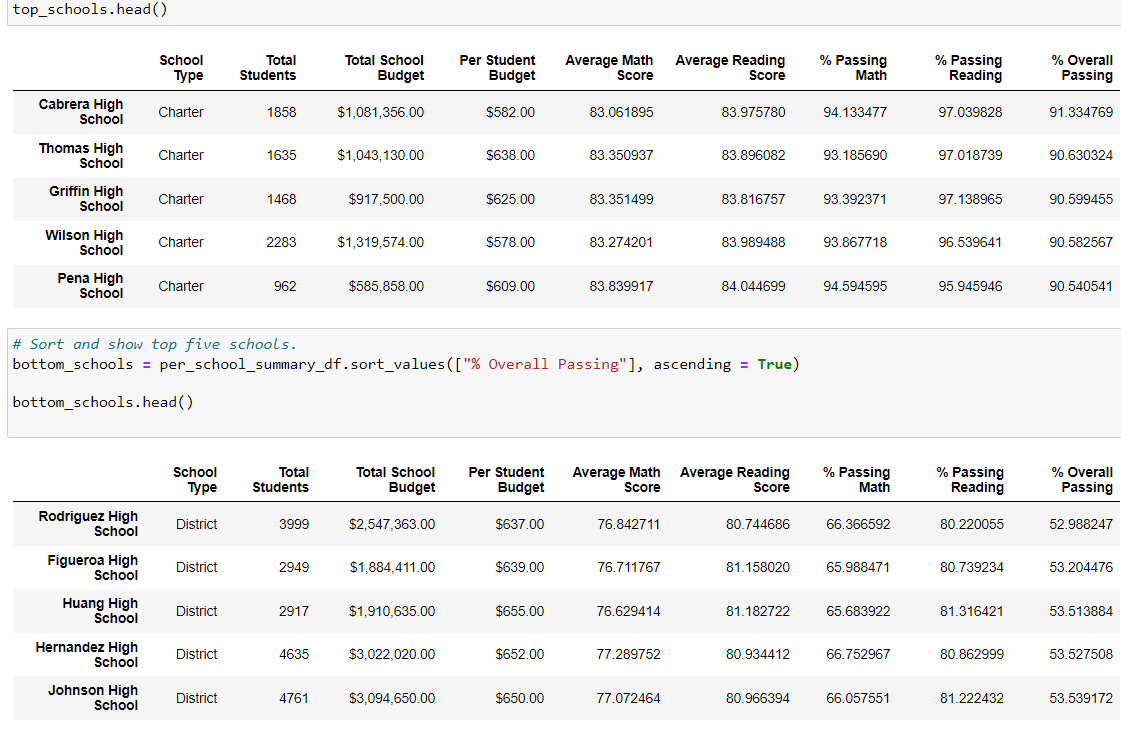 top_schools.head()
School Type Total Students Total School Budget Per Student Budget Average Math Score Average Reading Score % Passing Math % Passing Reading % Overall Passing
Cabrera High School Charter 1858 $1,081,356.00 $582.00 83.061895 83.975780 94.133477 97.039828 91.334769
Thomas High School Charter 1635 $1,043,130.00 $638.00 83.350937 83.896082 93.185690 97.018739 90.630324
Griffin High School Charter 1468 $917,500.00 $625.00 83.351499 83.816757 93.392371 97.138965 90.599455
Wilson High School Charter 2283 $1,319,574.00 $578.00 83.274201 83.989488 93.867718 96.539641 90.582567
Pena High School Charter 962 $585,858.00 $609.00 83.839917 84.044699 94.594595 95.945946 90.540541
# Sort and show top five schools.
bottom_schools = per_school_summary_df.sort_values(["% Overall Passing"], ascending = True)
bottom_schools.head()
School Type Total Students Total School Budget Per Student Budget Average Math Score Average Reading Score % Passing Math % Passing Reading % Overall Passing
Rodriguez High School District 3999 $2,547,363.00 $637.00 76.842711 80.744686 66.366592 80.220055 52.988247
Figueroa High School District 2949 $1,884,411.00 $639.00 76.711767 81.158020 65.988471 80.739234 53.204476
Huang High School District 2917 $1,910,635.00 $655.00 76.629414 81.182722 65.683922 81.316421 53.513884
Hernandez High School District 4635 $3,022,020.00 $652.00 77.289752 80.934412 66.752967 80.862999 53.527508
Johnson High School District 4761 $3,094,650.00 $650.00 77.072464 80.966394 66.057551 81.222432 53.539172